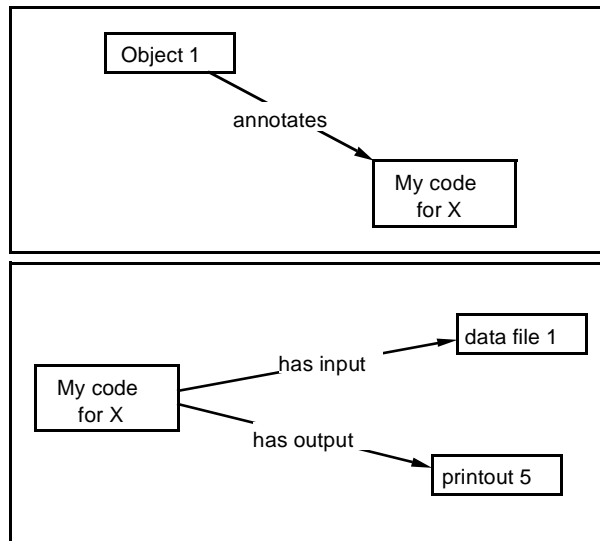 Object 1
annotates
My code
for X
data file 1
has input
My code
for X
has output
printout 5